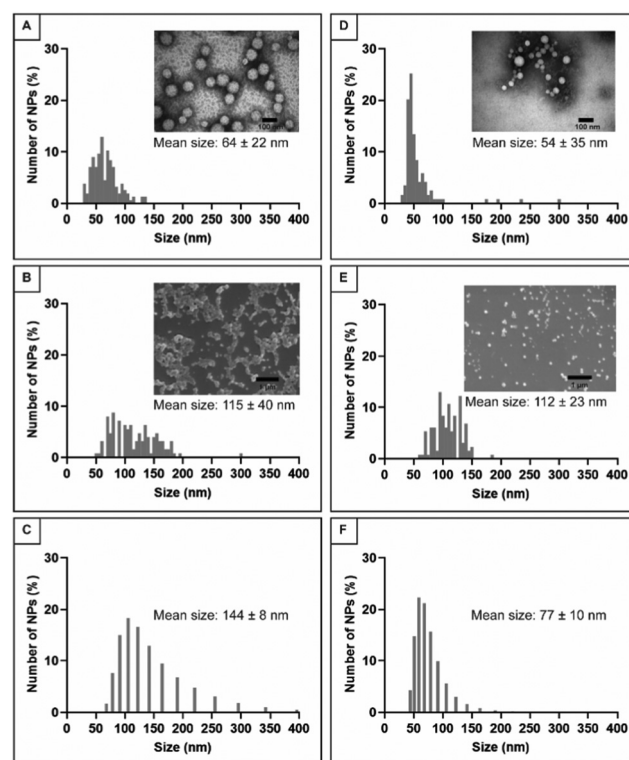 A
Number of NPs (%)
30
20
10
0
100 nm
Mean size: 64 ± 22 nm
0 50 100 150 200 250 300 350 400
Size (nm)
D
Number of NPs (%)
30
20
10
0
100 nm
Mean size: 54 ± 35 nm
0 50 100 150 200 250 300 350 400
Size (nm)
B
Number of NPs (%)
30
20
10
0
1 µm
Mean size: 115 ± 40 nm
0 50 100 150 200 250 300 350 400
Size (nm)
E
Number of NPs (%)
30
20
10
0
1 µm
Mean size: 112 ± 23 nm
0 50 100 150 200 250 300 350 400
Size (nm)
C
Number of NPs (%)
30
20
10
0
Mean size: 144 ± 8 nm
0 50 100 150 200 250 300 350 400
Size (nm)
F
Number of NPs (%)
30
20
10
0
Mean size: 77 ± 10 nm
0 50 100 150 200 250 300 350 400
Size (nm)